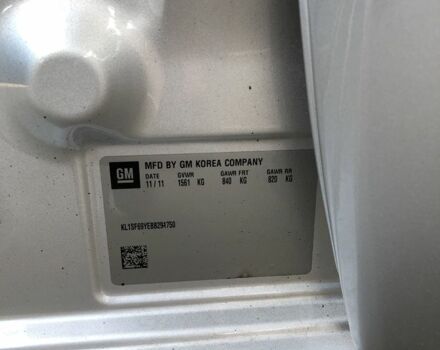 GM
MFD BY GM KOREA COMPANY
DATE GVWR GAWR FRT GAWR RR
11/11 1561 KG 840 KG 820 KG
KL1SF69YEBB294750